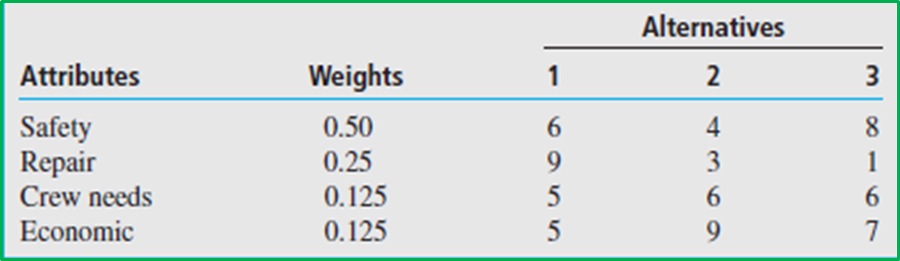 Alternatives
Attributes Weights 1 2 3
Safety 0.50 6 4 8
Repair 0.25 9 3 1
Crew needs 0.125 5 6 6
Economic 0.125 5 9 7